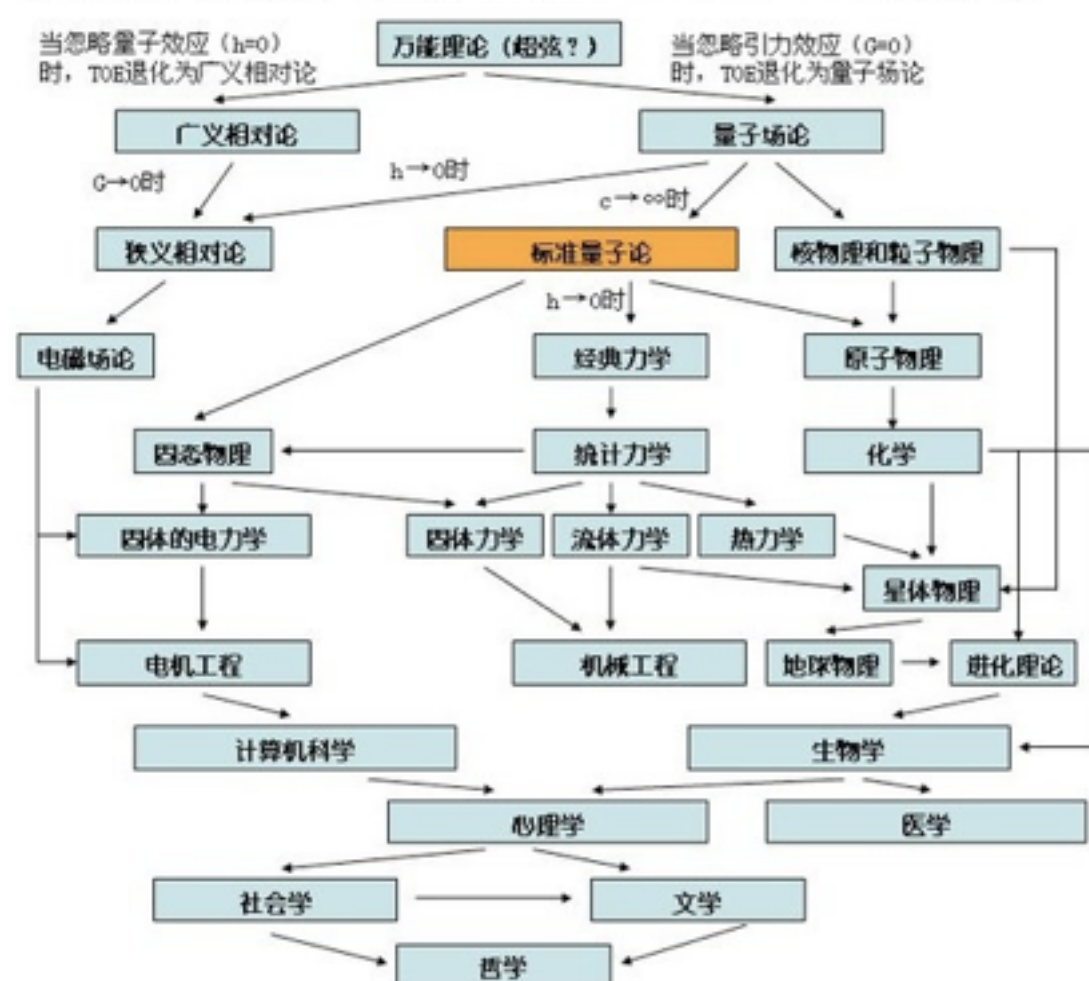 万能理论（超弦？）
当忽略量子效应（h=0）
时，TOE退化为广义相对论
当忽略引力效应（G=0）
时，TOE退化为量子场论
广义相对论
量子场论
G→0时
h→0时
c→∞时
狭义相对论
标准量子论
核物理和粒子物理
h→0时
电磁场论
经典力学
原子物理
固态物理
统计力学
化学
固体的电力学
固体力学
流体力学
热力学
星体物理
电机工程
机械工程
地球物理
进化理论
计算机科学
生物学
心理学
医学
社会学
文学
哲学